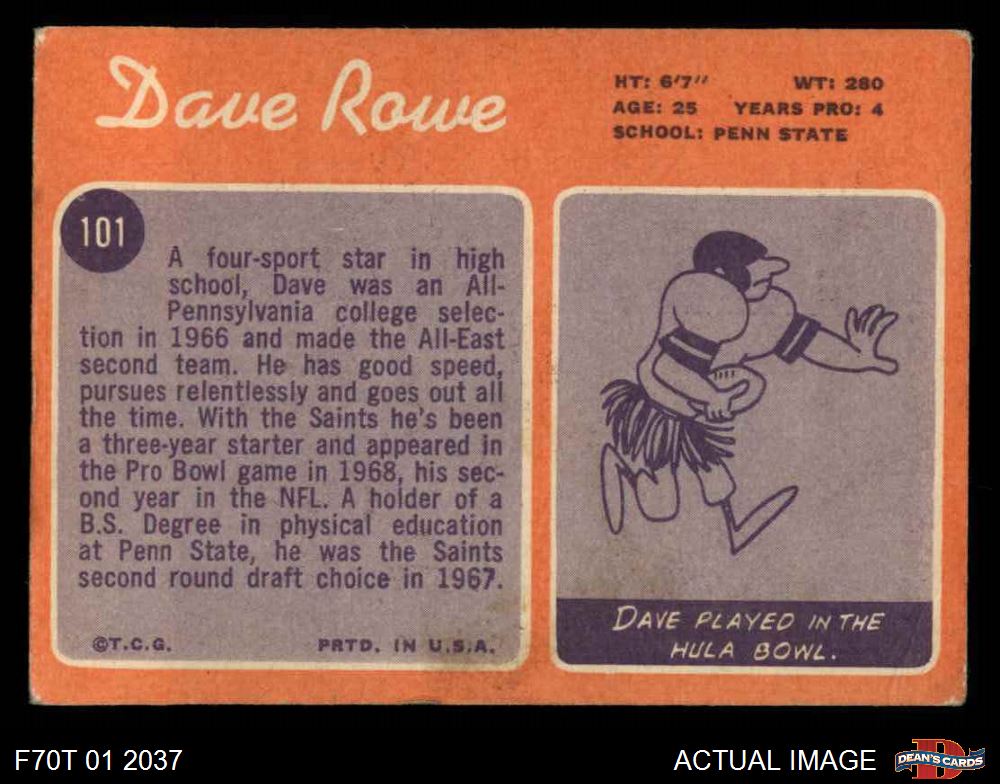 Dave Rowe
HT: 6'7" WT: 280
AGE: 25 YEARS PRO: 4
SCHOOL: PENN STATE
101
A four-sport star in high
school, Dave was an All-
Pennsylvania college selec-
tion in 1966 and made the All-East
second team. He has good speed,
pursues relentlessly and goes out all
the time. With the Saints he's been
a three-year starter and appeared in
the Pro Bowl game in 1968, his sec-
ond year in the NFL. A holder of a
B.S. Degree in physical education
at Penn State, he was the Saints
second round draft choice in 1967.
©T.C.G. PRTD. IN U.S.A.
DAVE PLAYED IN THE
HULA BOWL.
F70T 01 2037
ACTUAL IMAGE
D
DEAN'S CARDS